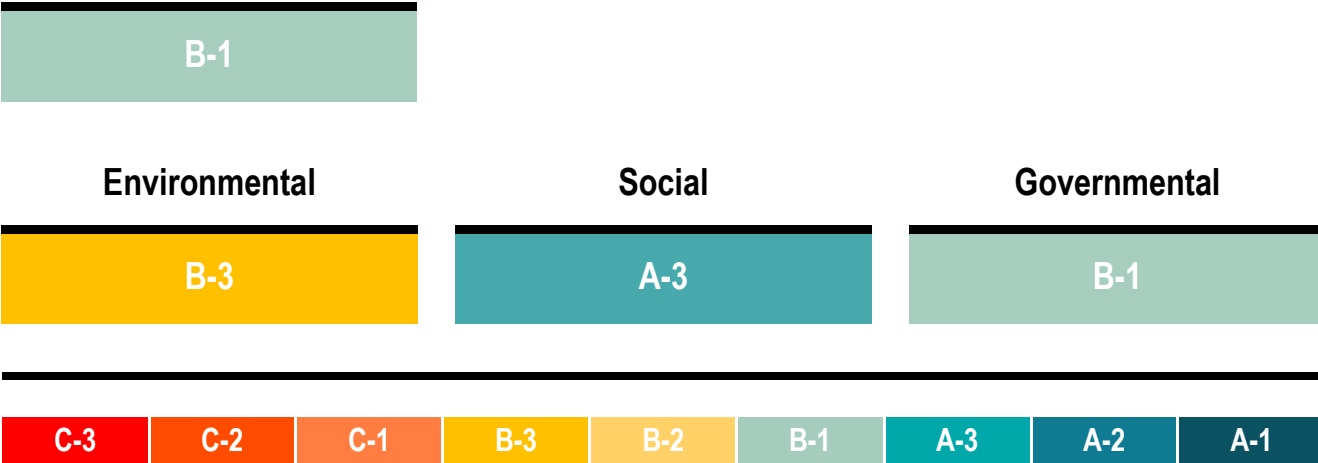 B-1
Environmental Social Governmental
B-3 A-3 B-1
C-3 C-2 C-1 B-3 B-2 B-1 A-3 A-2 A-1